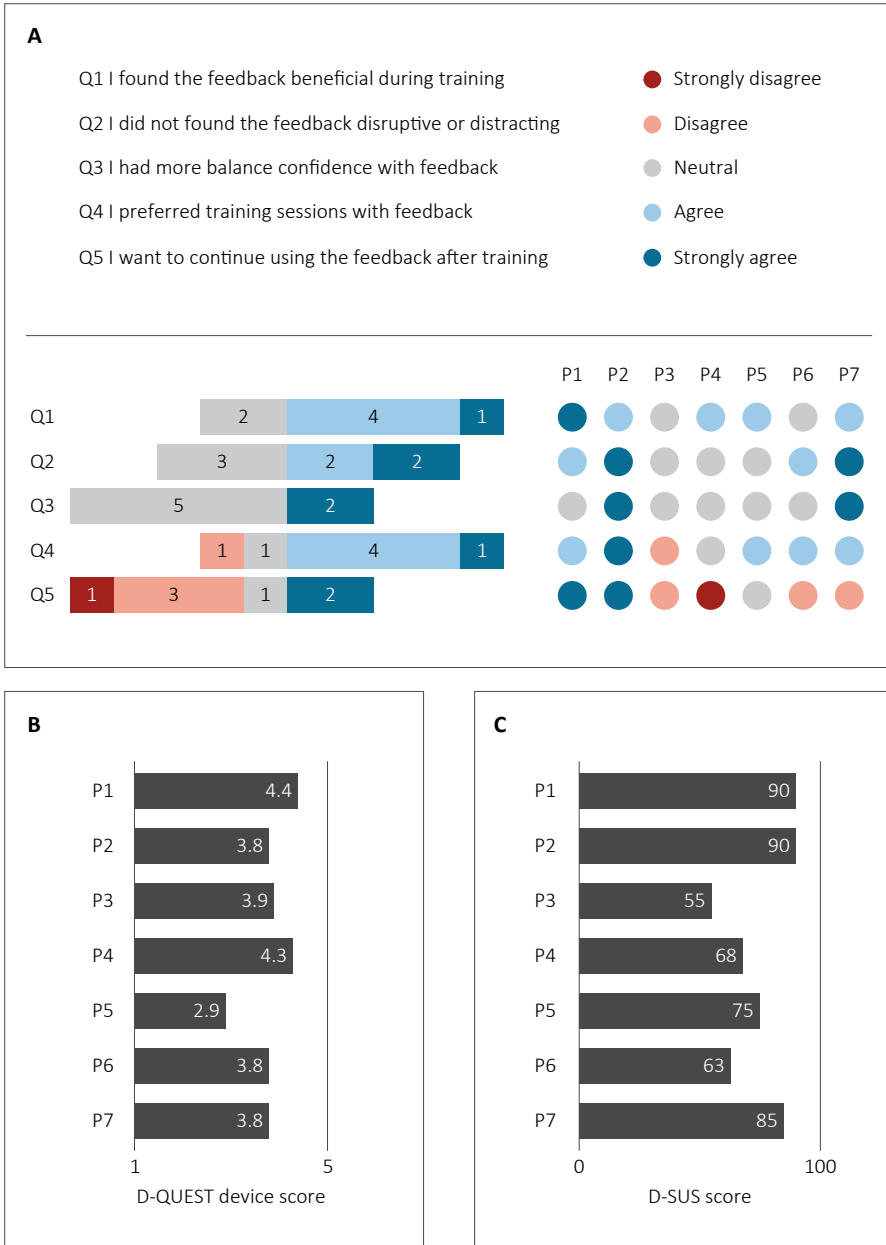 A
Q1 I found the feedback beneficial during training
Strongly disagree
Q2 I did not found the feedback disruptive or distracting
Disagree
Q3 I had more balance confidence with feedback
Neutral
Q4 I preferred training sessions with feedback
Agree
Q5 I want to continue using the feedback after training
Strongly agree
P1 P2 P3 P4 P5 P6 P7
Q1 2 4 1
Q2 3 2 2
Q3 5 2
Q4 1 1 4 1
Q5 1 3 1 2
B
P1 4.4
P2 3.8
P3 3.9
P4 4.3
P5 2.9
P6 3.8
P7 3.8
1 5
D-QUEST device score
C
P1 90
P2 90
P3 55
P4 68
P5 75
P6 63
P7 85
0 100
D-SUS score